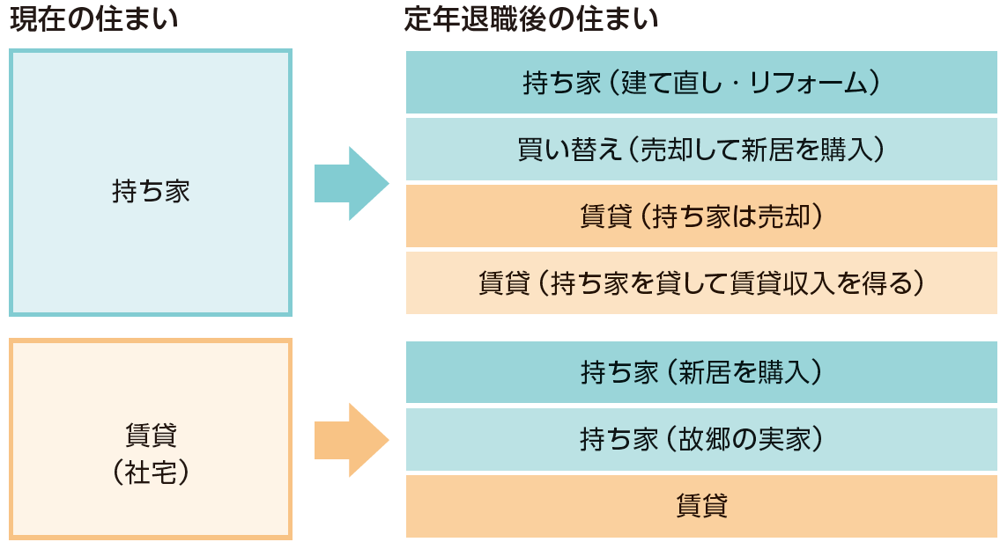 現在の住まい
定年退職後の住まい
持ち家
持ち家（建て直し・リフォーム）
買い替え（売却して新居を購入）
賃貸（持ち家は売却）
賃貸（持ち家を貸して賃貸収入を得る）
賃貸
（社宅）
持ち家（新居を購入）
持ち家（故郷の実家）
賃貸